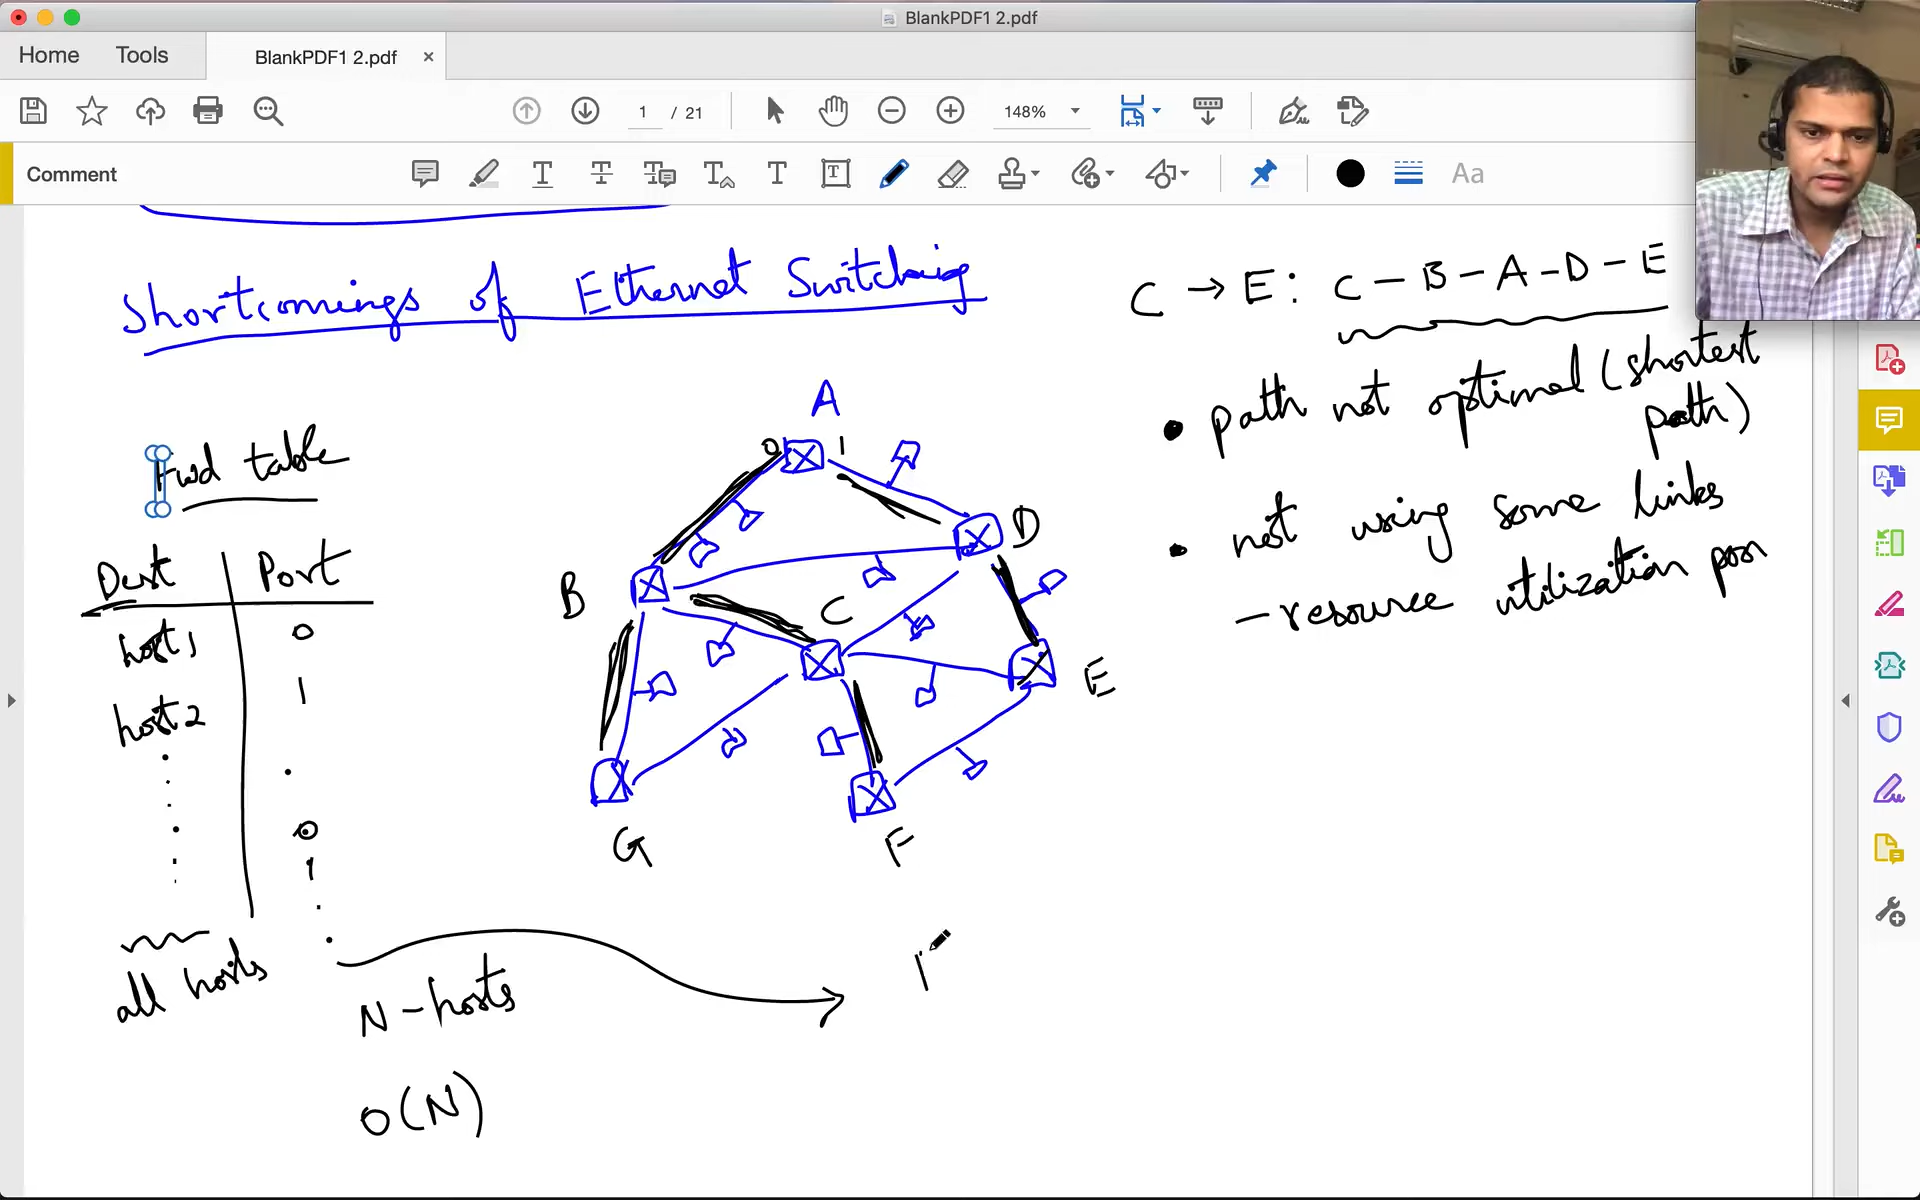 BlankPDF1 2.pdf
Home Tools BlankPDF1 2.pdf ×
1 / 21 148%
Comment Aa
Shortcomings of Ethernet Switching
C → E: C – B – A – D – E
• path not optimal (shortest
path)
• not using some links
– resource utilization poor
A
0 1
D
B
C
E
G
F
Fwd table
Dest Port
host1 0
host2 1
0
1
all hosts
N – hosts
O(N)